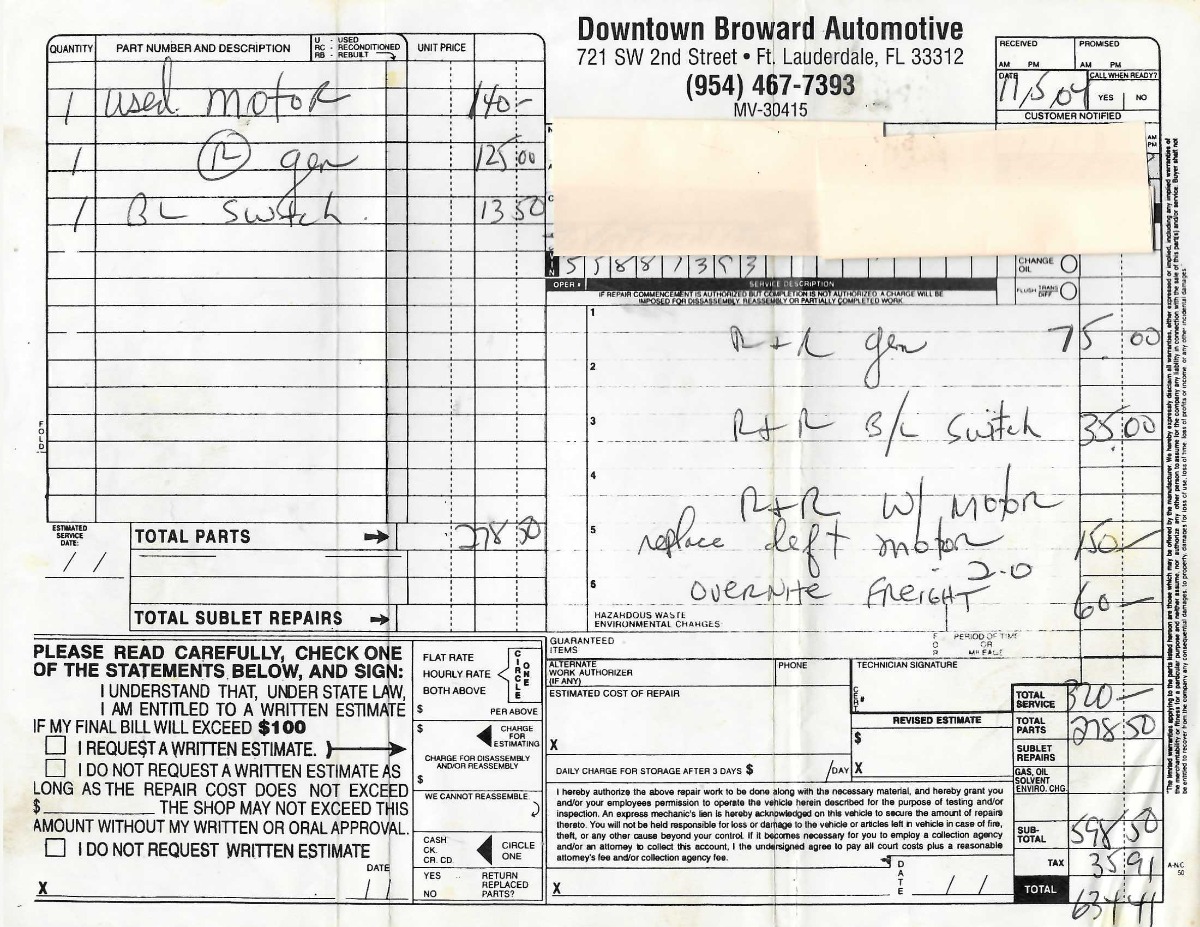 Downtown Broward Automotive
721 SW 2nd Street • Ft. Lauderdale, FL 33312
(954) 467-7393
MV-30415
RECEIVED PROMISED
AM PM AM PM
DATE CALL WHEN READY?
11/5/04 YES NO
CUSTOMER NOTIFIED
AM
PM
QUANTITY PART NUMBER AND DESCRIPTION U - USED RC - RECONDITIONED RB - REBUILT UNIT PRICE
1 used motor 140-
1 R gen 125 00
1 BL switch 13 50
FOLD
ESTIMATED SERVICE DATE: / /
TOTAL PARTS 278 50
TOTAL SUBLET REPAIRS
CHANGE OIL
FLUSH TRANS DIFF
OPER # SERVICE DESCRIPTION
IF REPAIR COMMENCEMENT IS AUTHORIZED BUT COMPLETION IS NOT AUTHORIZED A CHARGE WILL BE
IMPOSED FOR DISASSEMBLY REASSEMBLY OR PARTIALLY COMPLETED WORK
1
R+R gen 75.00
2
3 R+R B/L switch 35.00
4
R+R W/ Motor
5 replace left motor 150-
2.0
6 OVERNITE FREIGHT 60-
HAZARDOUS WASTE
ENVIRONMENTAL CHARGES
GUARANTEED ITEMS FOR PERIOD OF TIME OR MILEAGE
ALTERNATE WORK AUTHORIZER (IF ANY) PHONE TECHNICIAN SIGNATURE
CERT.#
ESTIMATED COST OF REPAIR
X
REVISED ESTIMATE
$
DAILY CHARGE FOR STORAGE AFTER 3 DAYS $ /DAY X
I hereby authorize the above repair work to be done along with the necessary material, and hereby grant you
and/or your employees permission to operate the vehicle herein described for the purpose of testing and/or
inspection. An express mechanic's lien is hereby acknowledged on this vehicle to secure the amount of repairs
thereto. You will not be held responsible for loss or damage to the vehicle or articles left in vehicle in case of fire,
theft, or any other cause beyond your control. If it becomes necessary for you to employ a collection agency
and/or an attorney to collect this account, I the undersigned agree to pay all court costs plus a reasonable
attorney's fee and/or collection agency fee.
X DATE / /
PLEASE READ CAREFULLY, CHECK ONE
OF THE STATEMENTS BELOW, AND SIGN:
I UNDERSTAND THAT, UNDER STATE LAW,
I AM ENTITLED TO A WRITTEN ESTIMATE
IF MY FINAL BILL WILL EXCEED $100
I REQUEST A WRITTEN ESTIMATE.
I DO NOT REQUEST A WRITTEN ESTIMATE AS
LONG AS THE REPAIR COST DOES NOT EXCEED
$ THE SHOP MAY NOT EXCEED THIS
AMOUNT WITHOUT MY WRITTEN OR ORAL APPROVAL.
I DO NOT REQUEST WRITTEN ESTIMATE
DATE
X / /
FLAT RATE
HOURLY RATE
BOTH ABOVE
CIRCLE ONE
$ PER ABOVE
CHARGE FOR ESTIMATING
$
CHARGE FOR DISASSEMBLY
AND/OR REASSEMBLY
$
WE CANNOT REASSEMBLE:
CASH
CK.
CR. CD.
CIRCLE ONE
YES
NO
RETURN REPLACED PARTS?
TOTAL SERVICE 320-
TOTAL PARTS 278 50
SUBLET REPAIRS
GAS, OIL SOLVENT ENVIRO. CHG.
SUB-TOTAL 598 50
TAX 35 91
TOTAL 634 41
A-NC
50